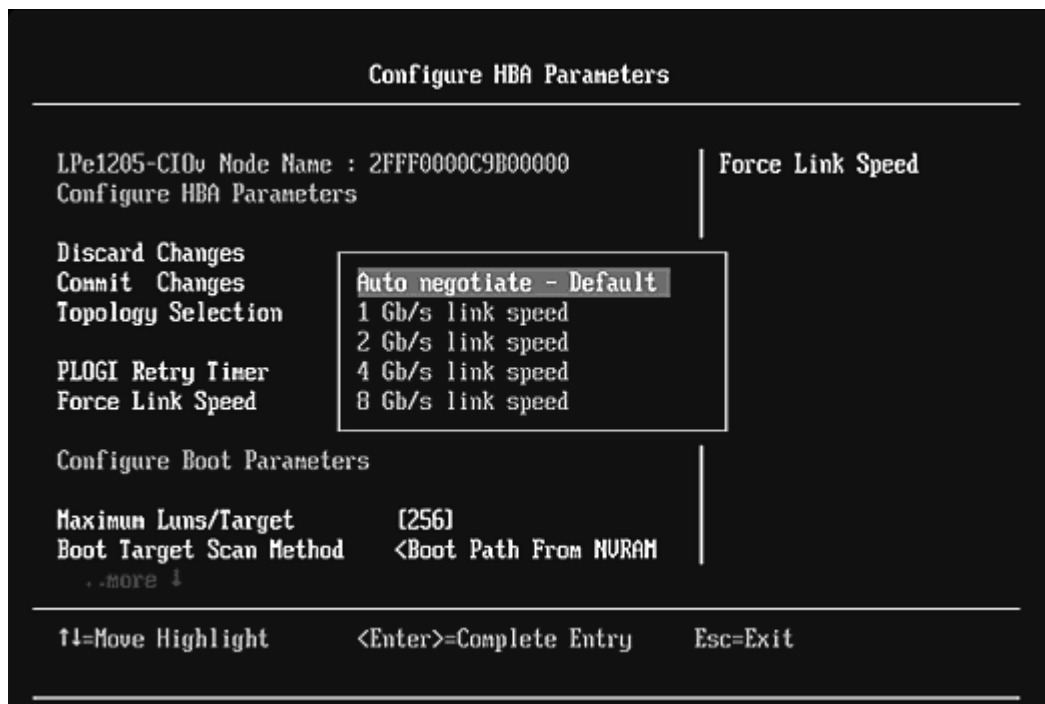 Configure HBA Parameters
LPe1205-CIOv Node Name : 2FFF0000C9B00000
Force Link Speed
Configure HBA Parameters
Discard Changes
Commit Changes
Topology Selection
PLOGI Retry Timer
Force Link Speed
Auto negotiate - Default
1 Gb/s link speed
2 Gb/s link speed
4 Gb/s link speed
8 Gb/s link speed
Configure Boot Parameters
Maximum Luns/Target [256]
Boot Target Scan Method <Boot Path From NVRAM
..more ↓
↑↓=Move Highlight <Enter>=Complete Entry Esc=Exit